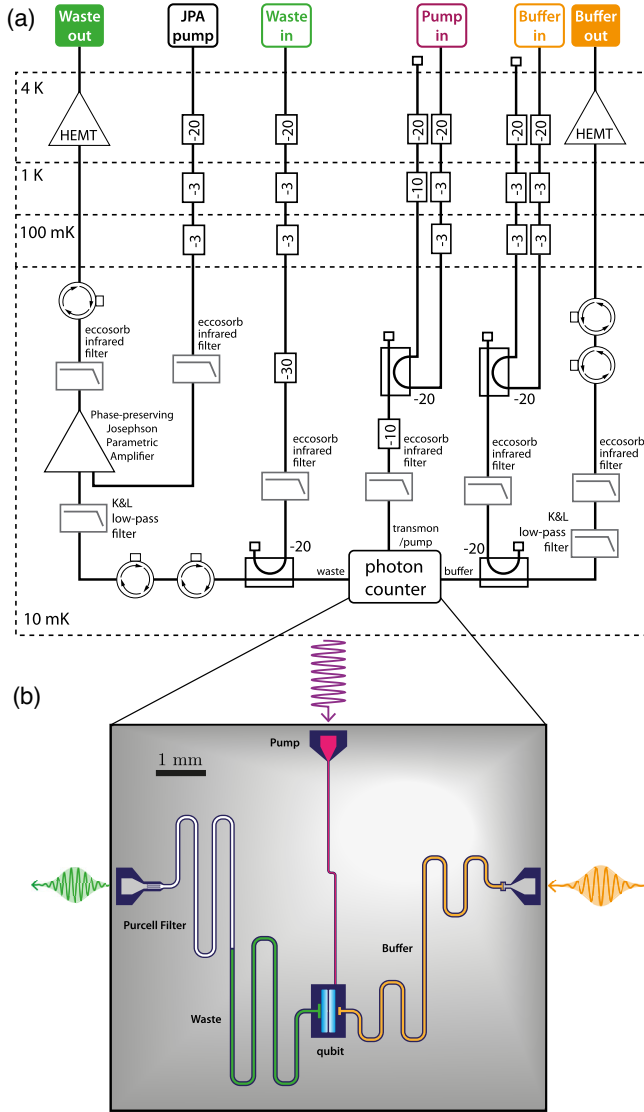 (a)
Waste
out
JPA
pump
Waste
in
Pump
in
Buffer
in
Buffer
out
4 K
HEMT
-20
-20
-20
-20
-20
-20
HEMT
1 K
-3
-3
-10
-3
-3
-3
100 mK
-3
-3
-3
-3
-3
eccosorb
infrared
filter
eccosorb
infrared
filter
-30
-20
-20
Phase-preserving
Josephson
Parametric
Amplifier
-10
eccosorb
infrared
filter
eccosorb
infrared
filter
eccosorb
infrared
filter
eccosorb
infrared
filter
K&L
low-pass
filter
K&L
low-pass
filter
transmon
/pump
-20
-20
waste
photon
counter
buffer
10 mK
(b)
Pump
1 mm
Purcell Filter
Buffer
Waste
qubit